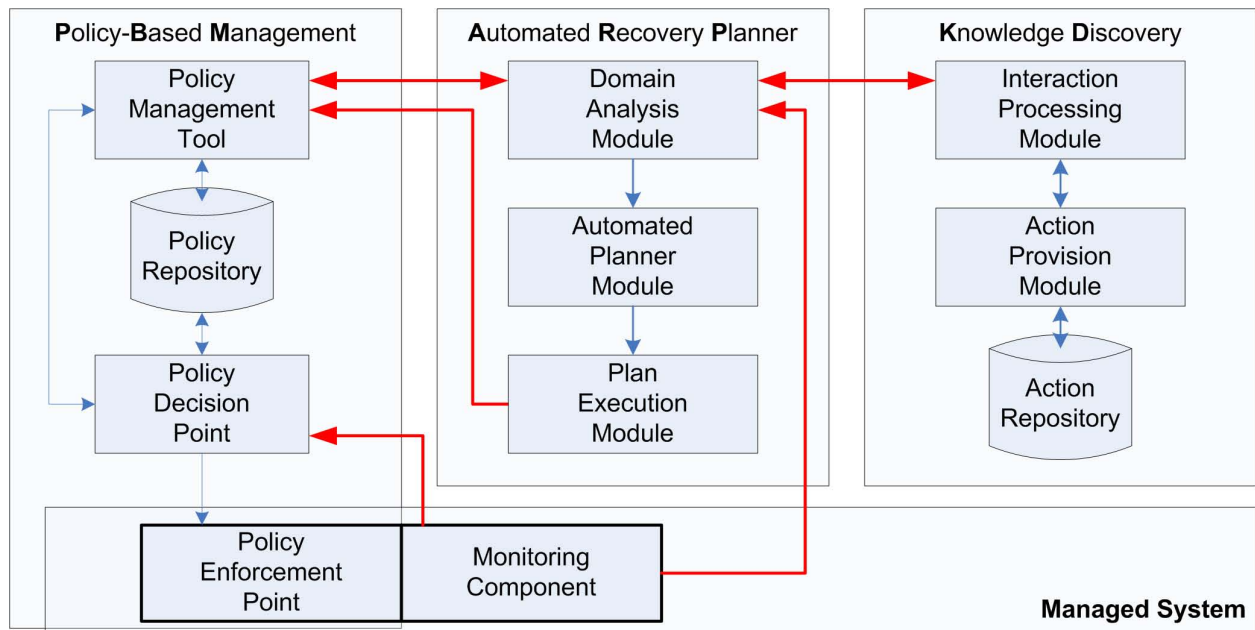 Policy-Based Management
Policy
Management
Tool
Policy
Repository
Policy
Decision
Point
Policy
Enforcement
Point
Monitoring
Component
Automated Recovery Planner
Domain
Analysis
Module
Automated
Planner
Module
Plan
Execution
Module
Knowledge Discovery
Interaction
Processing
Module
Action
Provision
Module
Action
Repository
Managed System